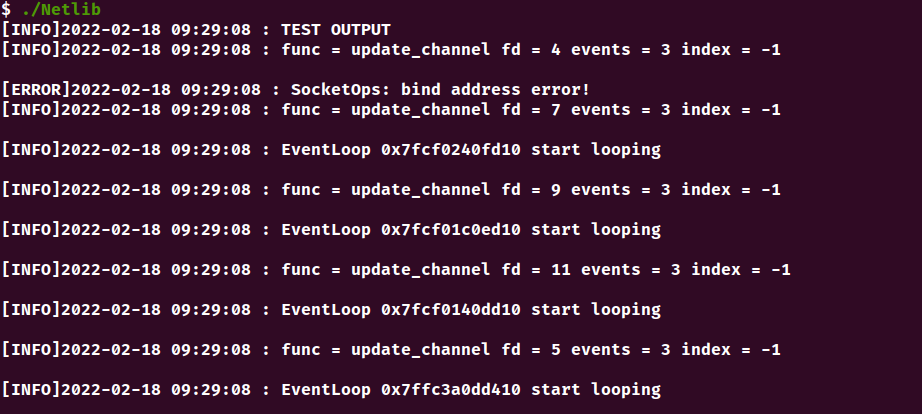 $ ./Netlib
[INFO]2022-02-18 09:29:08 : TEST OUTPUT
[INFO]2022-02-18 09:29:08 : func = update_channel fd = 4 events = 3 index = -1
[ERROR]2022-02-18 09:29:08 : SocketOps: bind address error!
[INFO]2022-02-18 09:29:08 : func = update_channel fd = 7 events = 3 index = -1
[INFO]2022-02-18 09:29:08 : EventLoop 0x7fcf0240fd10 start looping
[INFO]2022-02-18 09:29:08 : func = update_channel fd = 9 events = 3 index = -1
[INFO]2022-02-18 09:29:08 : EventLoop 0x7fcf01c0ed10 start looping
[INFO]2022-02-18 09:29:08 : func = update_channel fd = 11 events = 3 index = -1
[INFO]2022-02-18 09:29:08 : EventLoop 0x7fcf0140dd10 start looping
[INFO]2022-02-18 09:29:08 : func = update_channel fd = 5 events = 3 index = -1
[INFO]2022-02-18 09:29:08 : EventLoop 0x7ffc3a0dd410 start looping